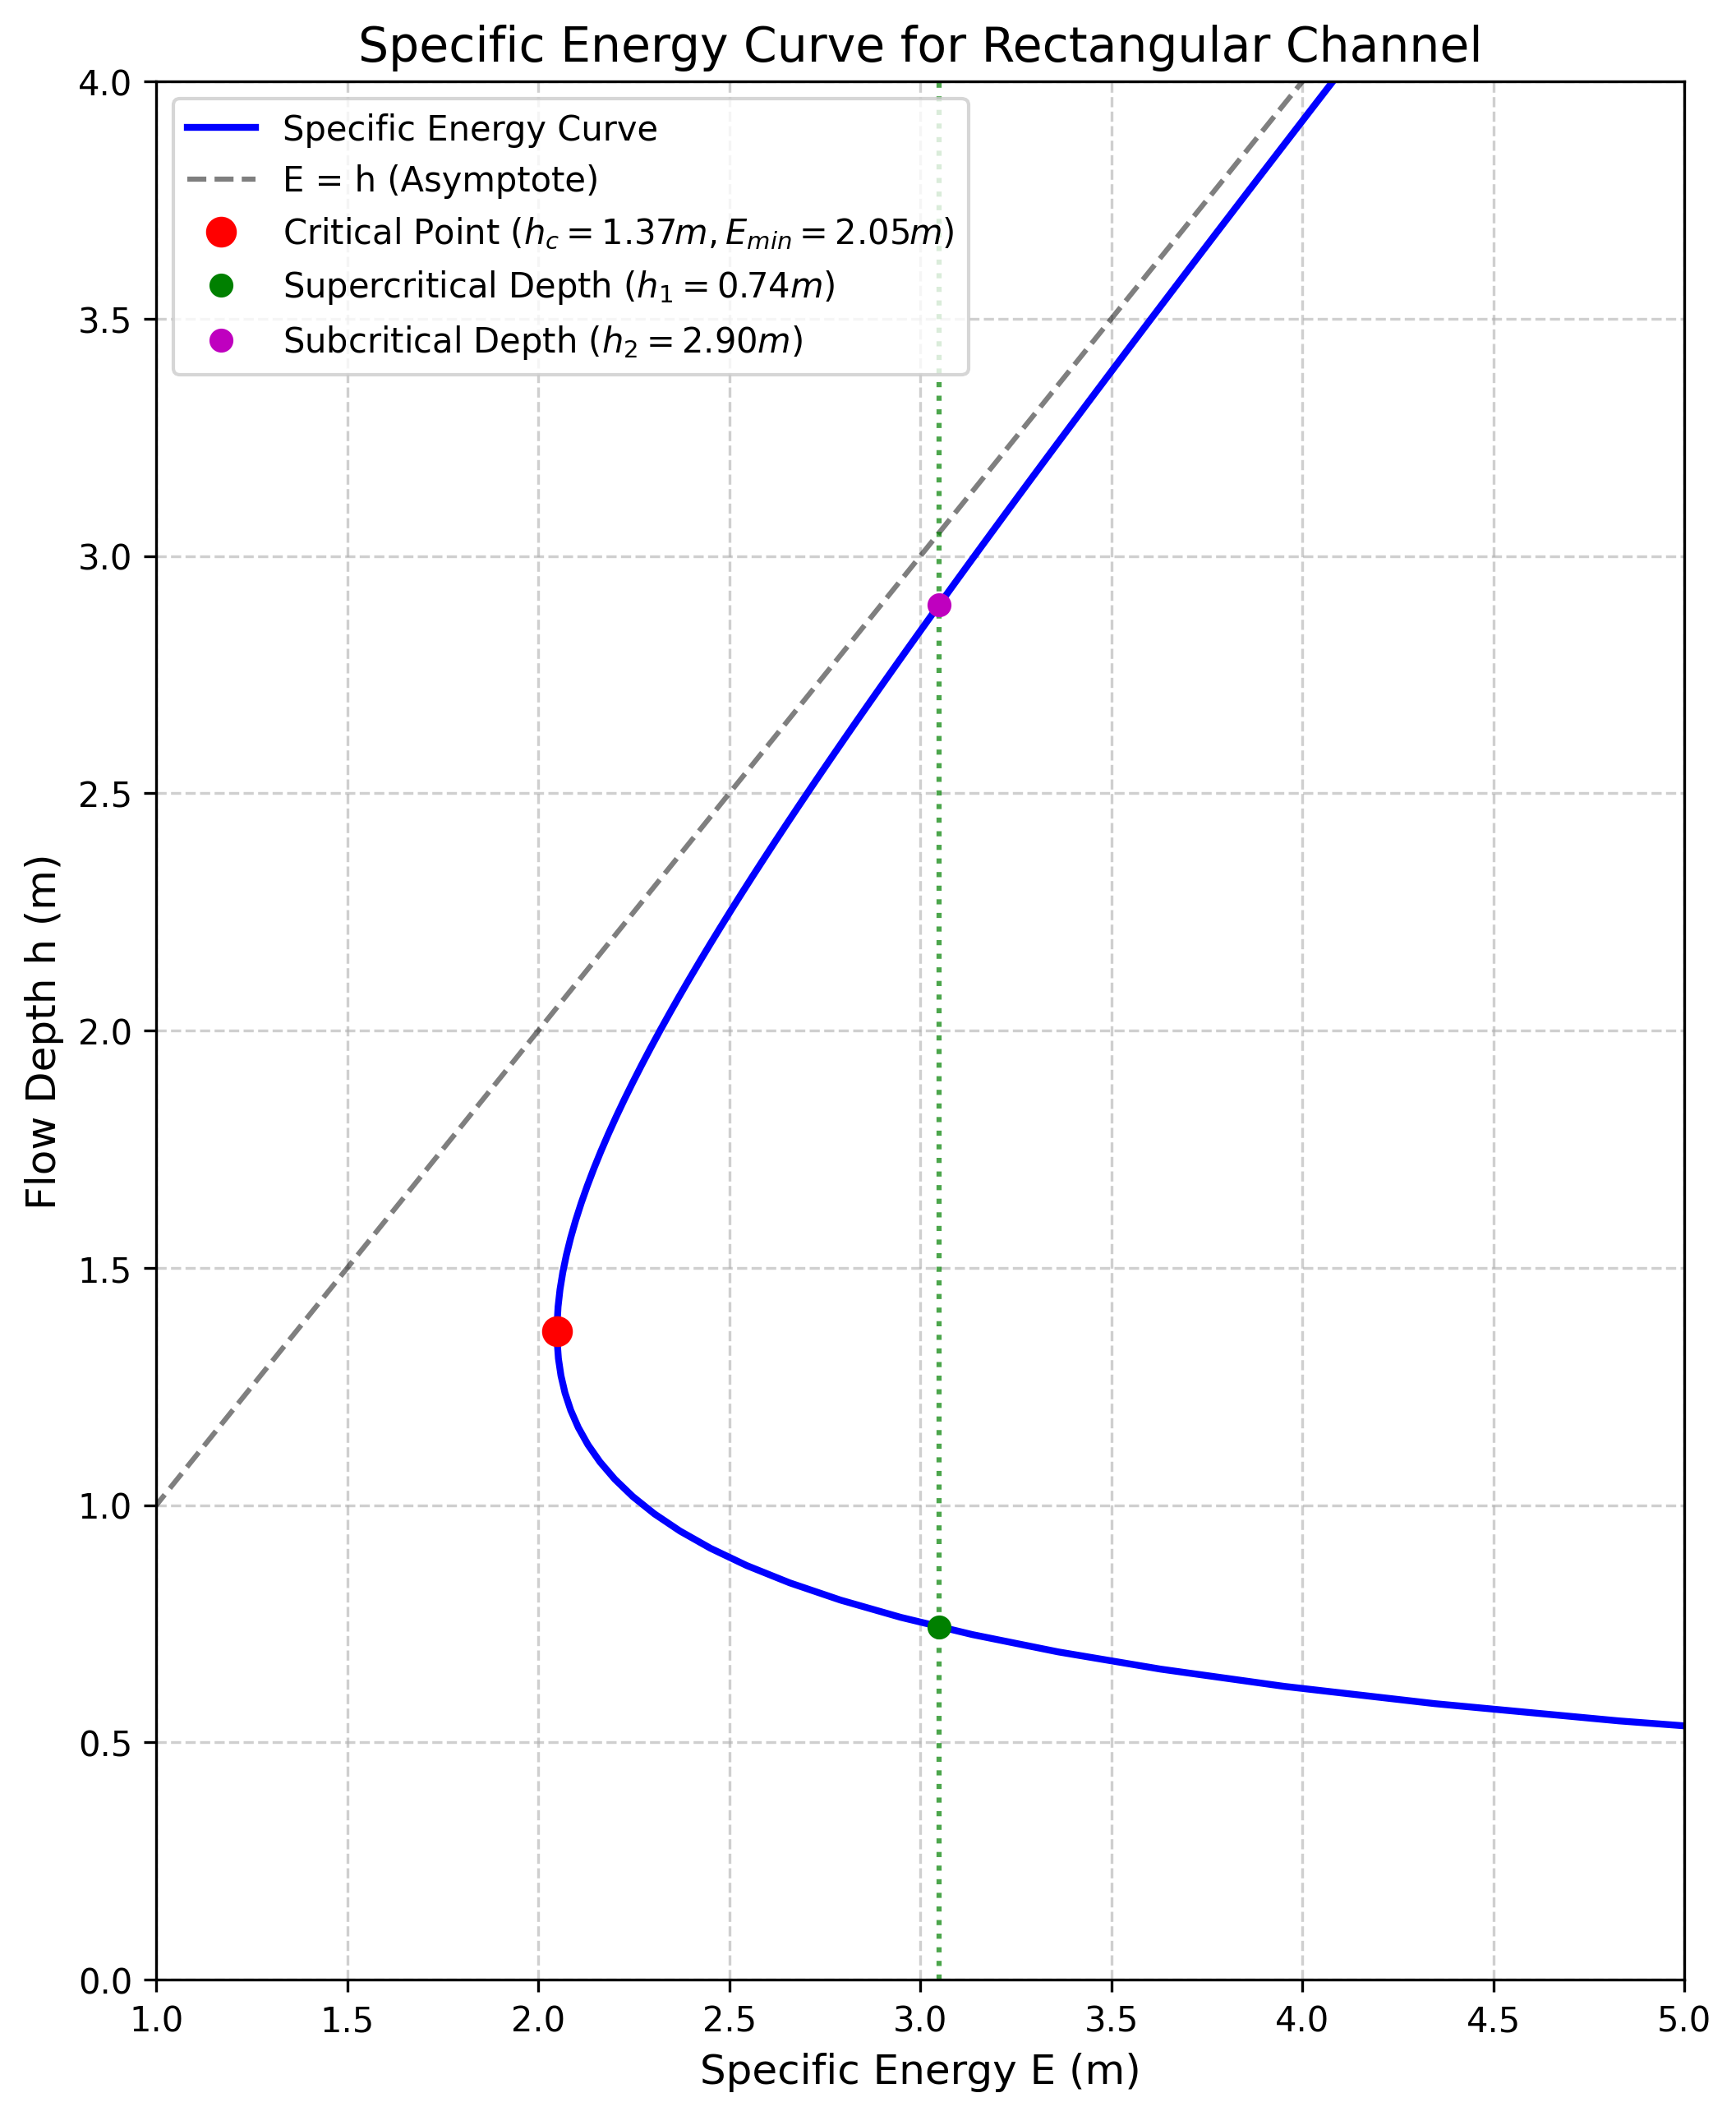 Specific Energy Curve for Rectangular Channel
Specific Energy Curve
E = h (Asymptote)
Critical Point (h_c = 1.37m, E_min = 2.05m)
Supercritical Depth (h_1 = 0.74m)
Subcritical Depth (h_2 = 2.90m)
4.0
3.5
3.0
2.5
2.0
1.5
1.0
0.5
0.0
Flow Depth h (m)
1.0 1.5 2.0 2.5 3.0 3.5 4.0 4.5 5.0
Specific Energy E (m)